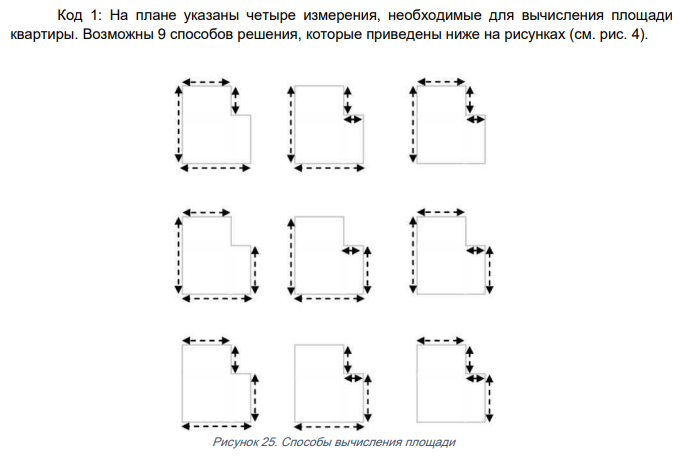 Код 1: На плане указаны четыре измерения, необходимые для вычисления площади
квартиры. Возможны 9 способов решения, которые приведены ниже на рисунках (см. рис. 4).
Рисунок 25. Способы вычисления площади